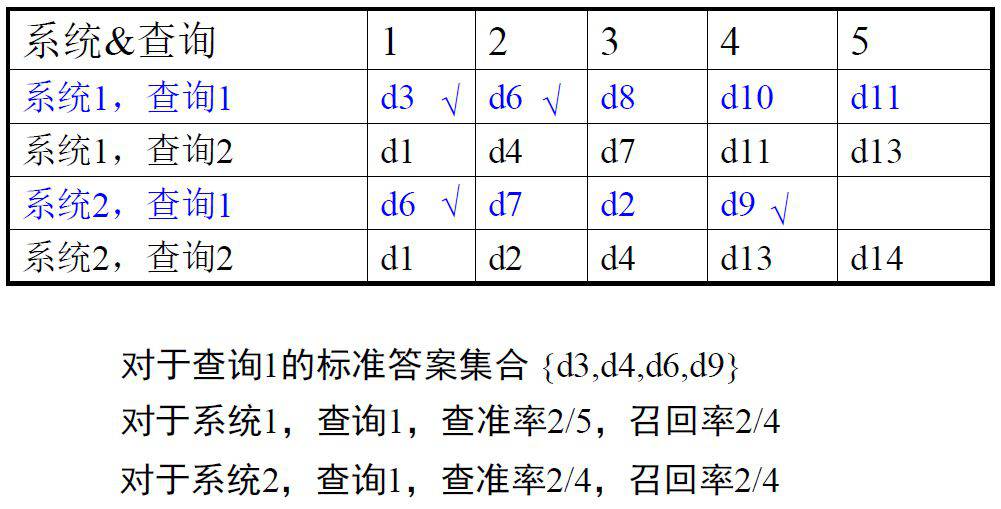 系统&查询 1 2 3 4 5
系统1，查询1 d3 √ d6 √ d8 d10 d11
系统1，查询2 d1 d4 d7 d11 d13
系统2，查询1 d6 √ d7 d2 d9 √
系统2，查询2 d1 d2 d4 d13 d14
对于查询1的标准答案集合 {d3,d4,d6,d9}
对于系统1，查询1，查准率2/5，召回率2/4
对于系统2，查询1，查准率2/4，召回率2/4